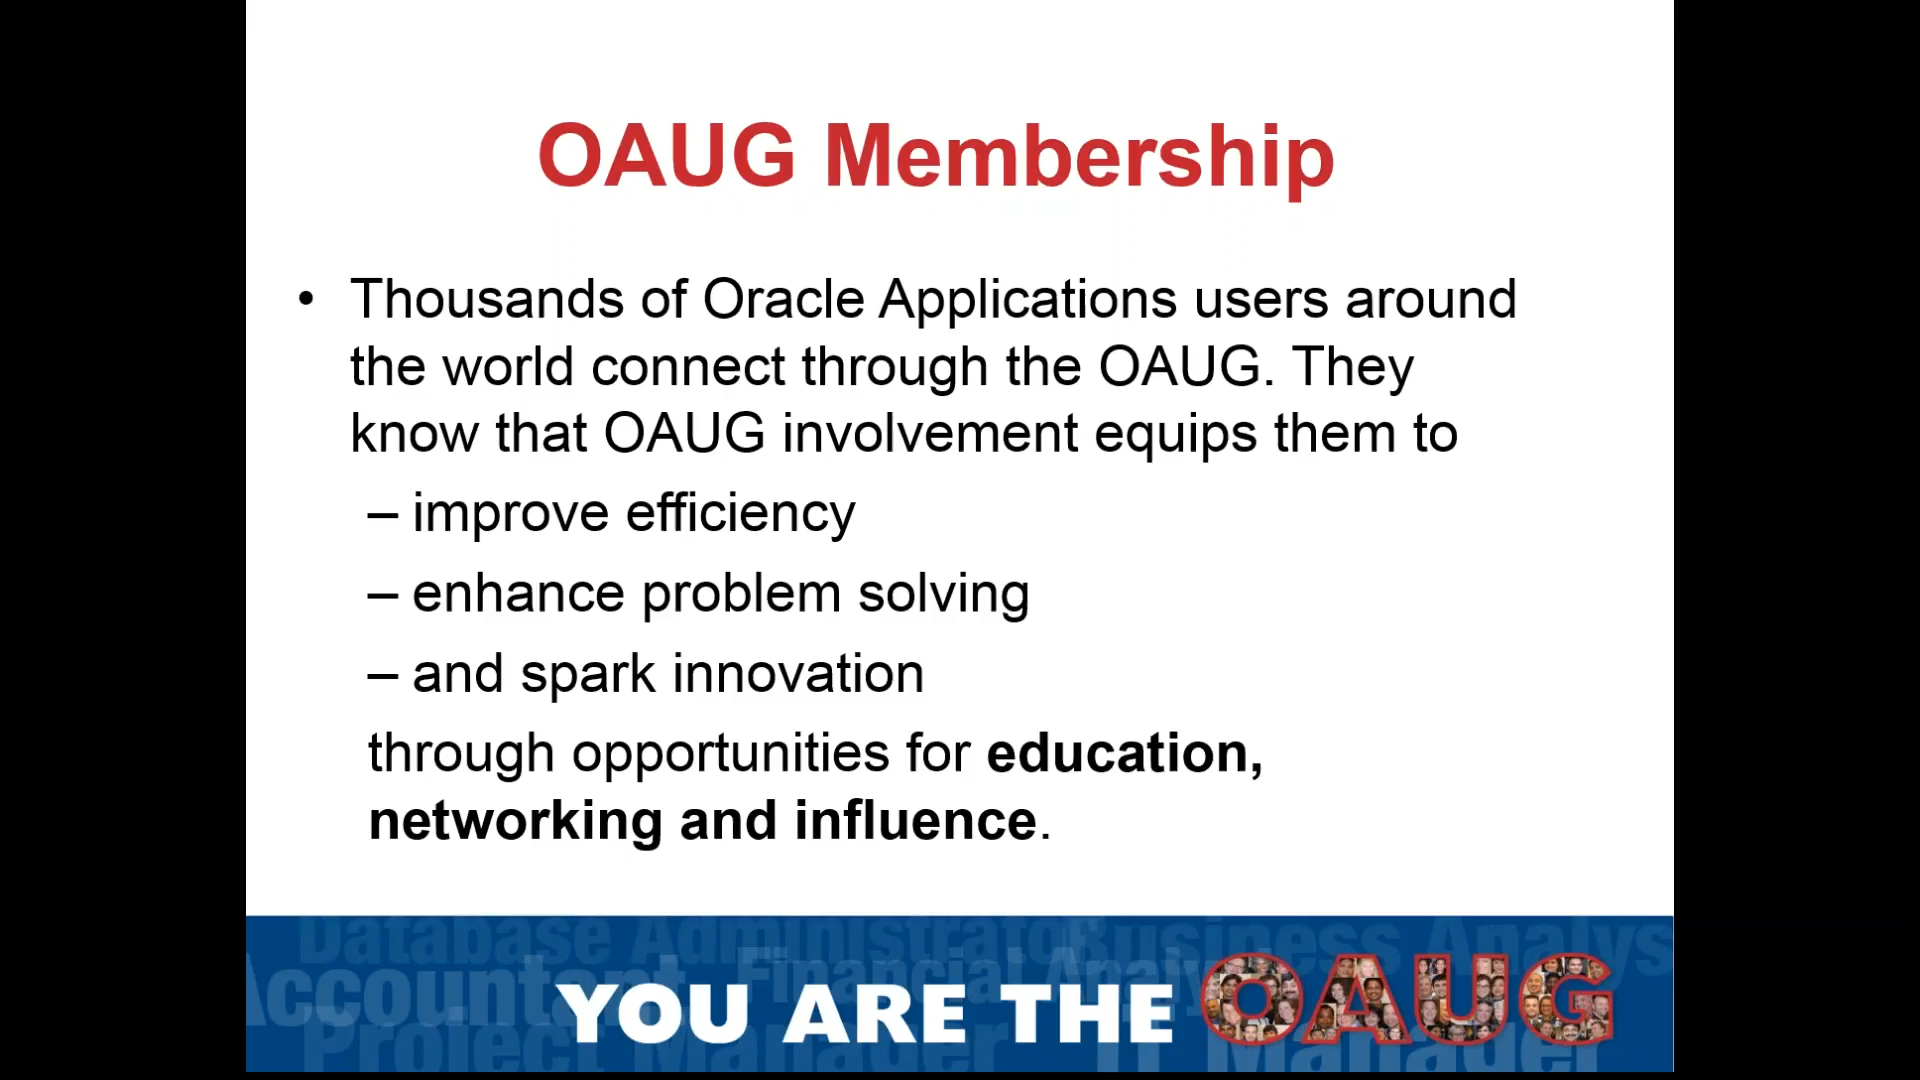 OAUG Membership
• Thousands of Oracle Applications users around
the world connect through the OAUG. They
know that OAUG involvement equips them to
– improve efficiency
– enhance problem solving
– and spark innovation
through opportunities for education,
networking and influence.
Database Administrator Business Analys
Accountant Financial Analy
YOU ARE THE OAUG
Project Manager IT Manager